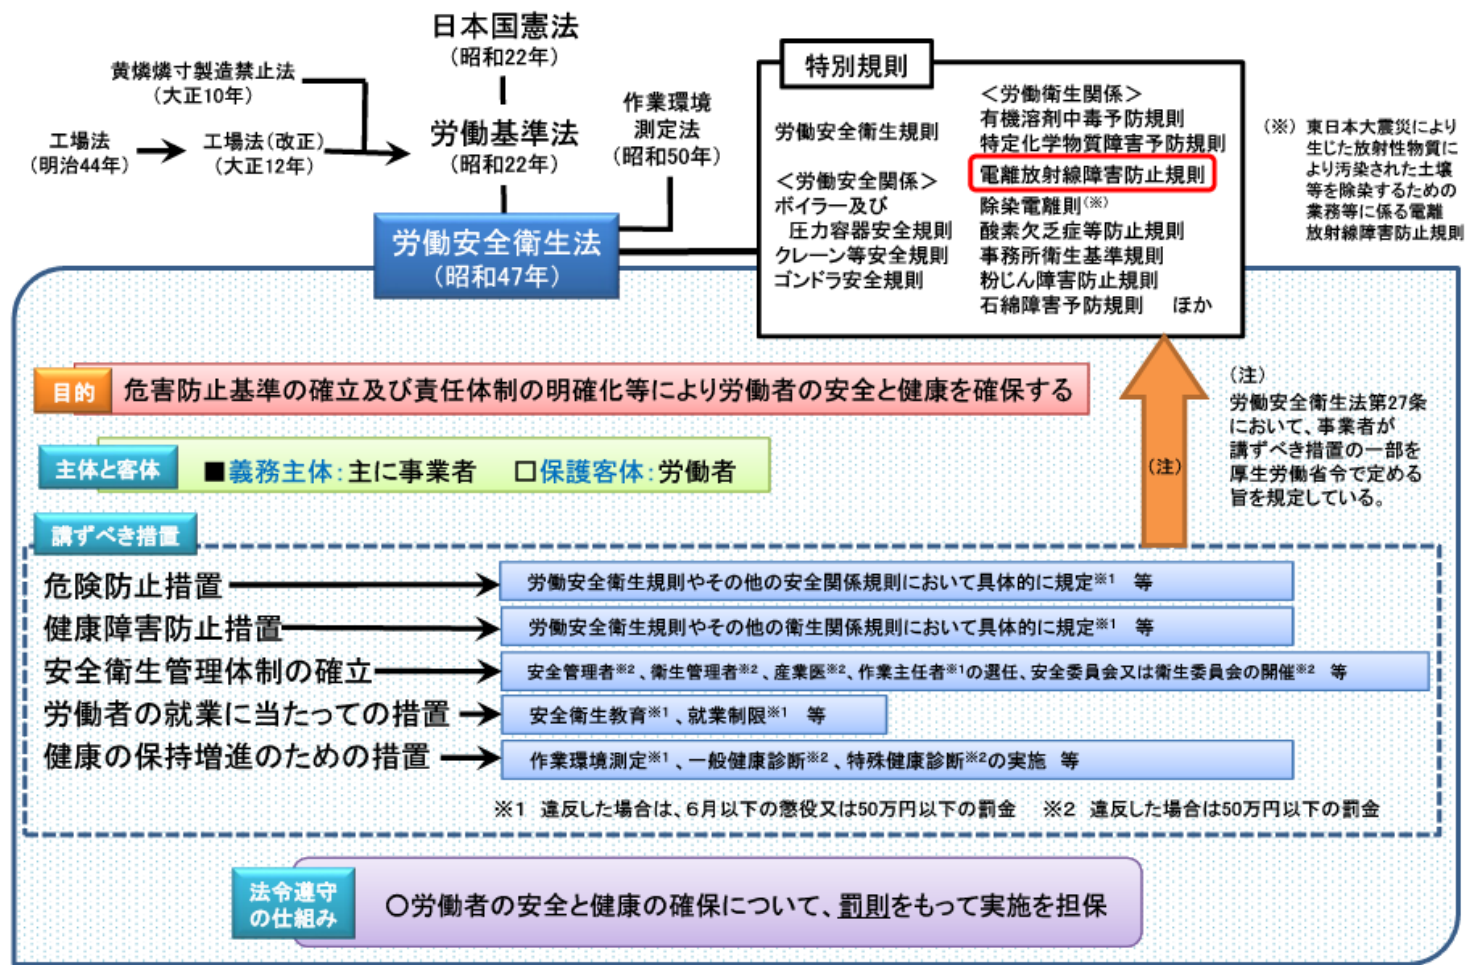 日本国憲法
(昭和22年)
黄燐燐寸製造禁止法
(大正10年)
工場法
(明治44年)
工場法(改正)
(大正12年)
労働基準法
(昭和22年)
作業環境
測定法
(昭和50年)
労働安全衛生法
(昭和47年)
特別規則
労働安全衛生規則
<労働安全関係>
ボイラー及び
圧力容器安全規則
クレーン等安全規則
ゴンドラ安全規則
<労働衛生関係>
有機溶剤中毒予防規則
特定化学物質障害予防規則
電離放射線障害防止規則
除染電離則(※)
酸素欠乏症等防止規則
事務所衛生基準規則
粉じん障害防止規則
石綿障害予防規則 ほか
(※) 東日本大震災により
生じた放射性物質に
より汚染された土壌
等を除染するための
業務等に係る電離
放射線障害防止規則
目的
危害防止基準の確立及び責任体制の明確化等により労働者の安全と健康を確保する
主体と客体
■義務主体:主に事業者 □保護客体:労働者
(注)
(注)
労働安全衛生法第27条
において、事業者が
講ずべき措置の一部を
厚生労働省令で定める
旨を規定している。
講ずべき措置
危険防止措置
労働安全衛生規則やその他の安全関係規則において具体的に規定※1 等
健康障害防止措置
労働安全衛生規則やその他の衛生関係規則において具体的に規定※1 等
安全衛生管理体制の確立
安全管理者※2、衛生管理者※2、産業医※2、作業主任者※1の選任、安全委員会又は衛生委員会の開催※2 等
労働者の就業に当たっての措置
安全衛生教育※1、就業制限※1 等
健康の保持増進のための措置
作業環境測定※1、一般健康診断※2、特殊健康診断※2の実施 等
※1 違反した場合は、6月以下の懲役又は50万円以下の罰金 ※2 違反した場合は50万円以下の罰金
法令遵守
の仕組み
○労働者の安全と健康の確保について、罰則をもって実施を担保